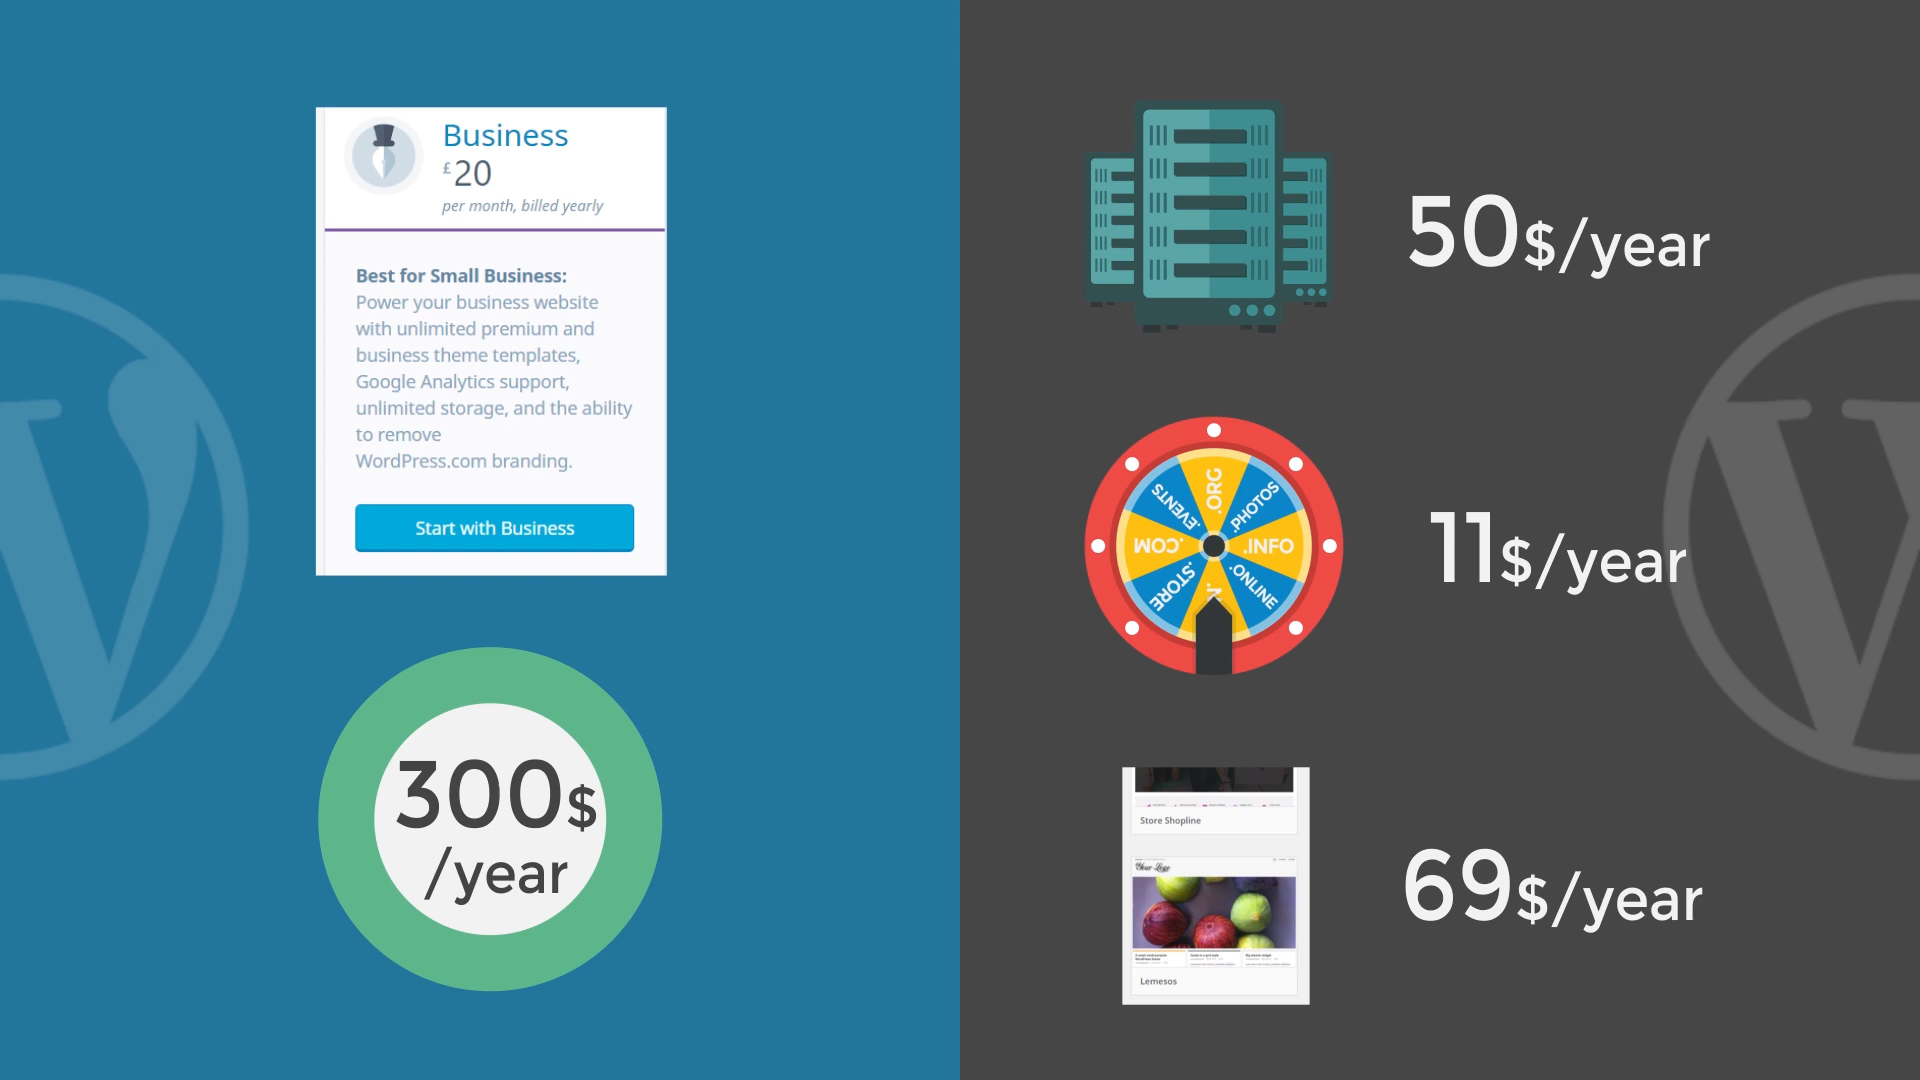 Business
£20
per month, billed yearly
Best for Small Business:
Power your business website
with unlimited premium and
business theme templates,
Google Analytics support,
unlimited storage, and the ability
to remove
WordPress.com branding.
Start with Business
300$
/year
50$/year
.ORG
.PHOTOS
.INFO
.ONLINE
.STORE
.COM
.EVENTS
11$/year
Store Shopline
Your Logo
Lemesos
69$/year